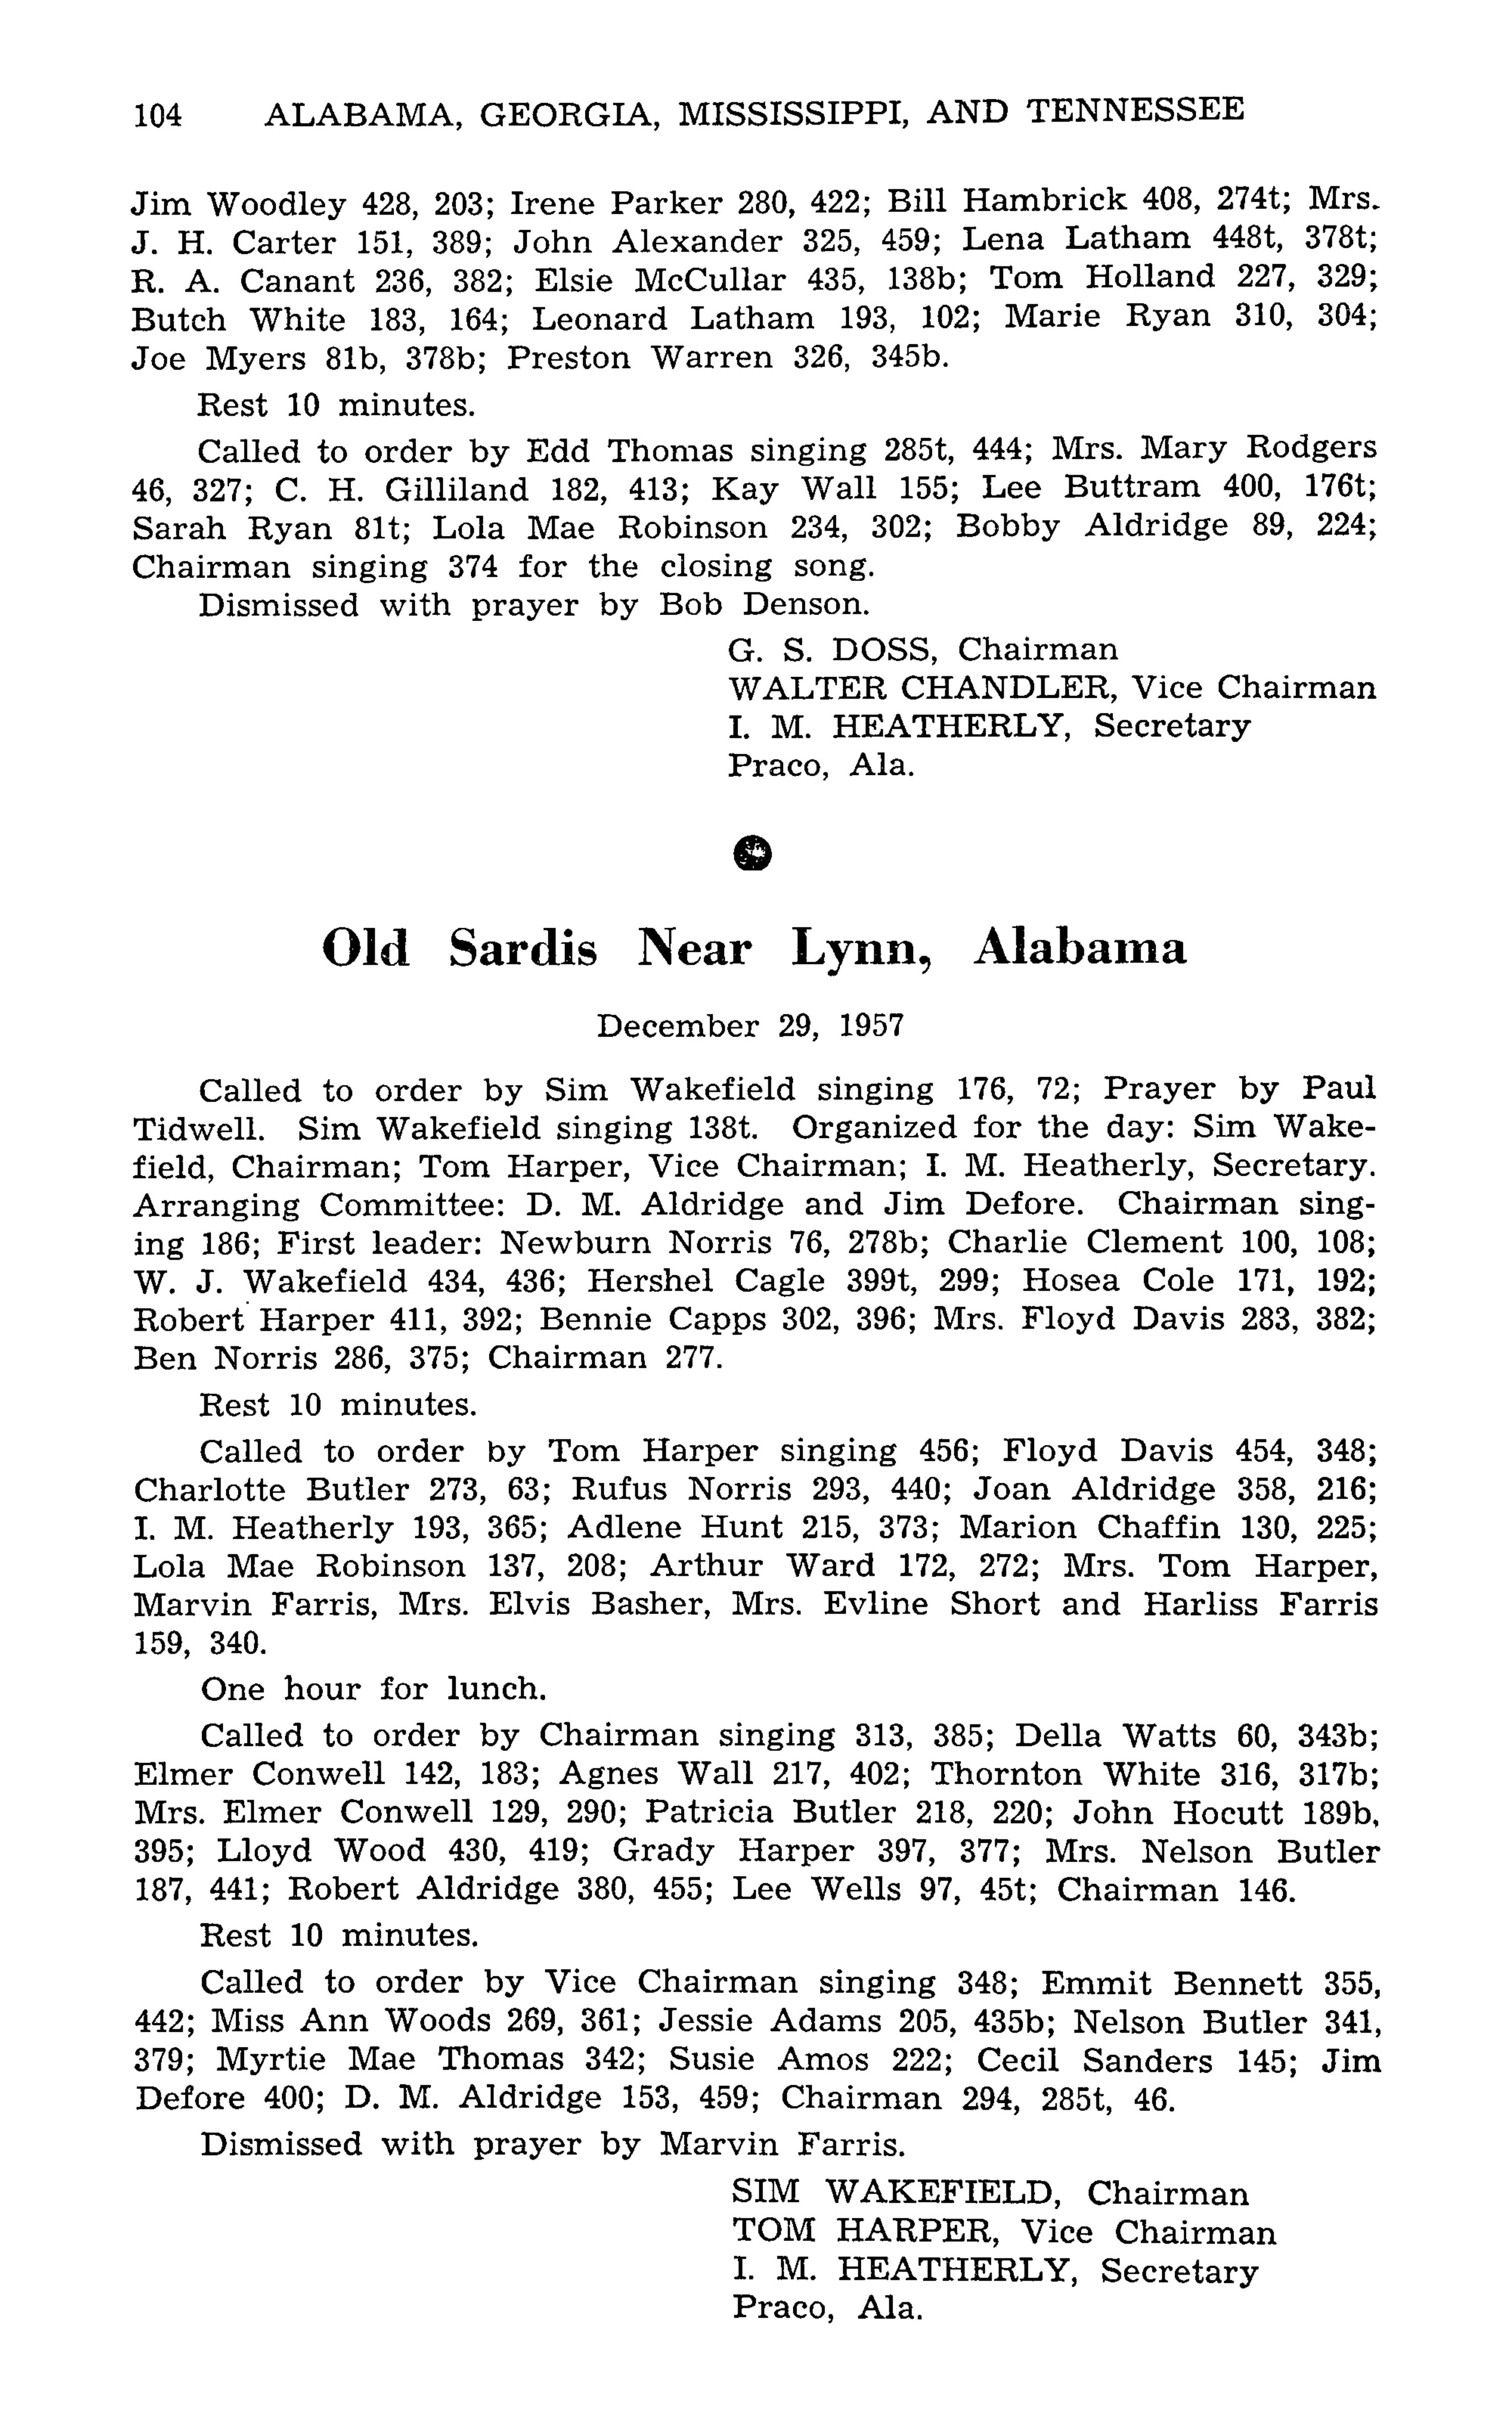 104 ALABAMA, GEORGIA, MISSISSIPPI, AND TENNESSEE
Jim Woodley 428, 203; Irene Parker 280, 422; Bill Hambrick 408, 274t; Mrs.
J. H. Carter 151, 389; John Alexander 325, 459; Lena Latham 448t, 378t;
R. A. Canant 236, 382; Elsie McCullar 435, 138b; Tom Holland 227, 329;
Butch White 183, 164; Leonard Latham 193, 102; Marie Ryan 310, 304;
Joe Myers 81b, 378b; Preston Warren 326, 345b.
Rest 10 minutes.
Called to order by Edd Thomas singing 285t, 444; Mrs. Mary Rodgers
46, 327; C. H. Gilliland 182, 413; Kay Wall 155; Lee Buttram 400, 176t;
Sarah Ryan 81t; Lola Mae Robinson 234, 302; Bobby Aldridge 89, 224;
Chairman singing 374 for the closing song.
Dismissed with prayer by Bob Denson.
G. S. DOSS, Chairman
WALTER CHANDLER, Vice Chairman
I. M. HEATHERLY, Secretary
Praco, Ala.
Old Sardis Near Lynn, Alabama
December 29, 1957
Called to order by Sim Wakefield singing 176, 72; Prayer by Paul
Tidwell. Sim Wakefield singing 138t. Organized for the day: Sim Wake-
field, Chairman; Tom Harper, Vice Chairman; I. M. Heatherly, Secretary.
Arranging Committee: D. M. Aldridge and Jim Defore. Chairman sing-
ing 186; First leader: Newburn Norris 76, 278b; Charlie Clement 100, 108;
W. J. Wakefield 434, 436; Hershel Cagle 399t, 299; Hosea Cole 171, 192;
Robert Harper 411, 392; Bennie Capps 302, 396; Mrs. Floyd Davis 283, 382;
Ben Norris 286, 375; Chairman 277.
Rest 10 minutes.
Called to order by Tom Harper singing 456; Floyd Davis 454, 348;
Charlotte Butler 273, 63; Rufus Norris 293, 440; Joan Aldridge 358, 216;
I. M. Heatherly 193, 365; Adlene Hunt 215, 373; Marion Chaffin 130, 225;
Lola Mae Robinson 137, 208; Arthur Ward 172, 272; Mrs. Tom Harper,
Marvin Farris, Mrs. Elvis Basher, Mrs. Evline Short and Harliss Farris
159, 340.
One hour for lunch.
Called to order by Chairman singing 313, 385; Della Watts 60, 343b;
Elmer Conwell 142, 183; Agnes Wall 217, 402; Thornton White 316, 317b;
Mrs. Elmer Conwell 129, 290; Patricia Butler 218, 220; John Hocutt 189b,
395; Lloyd Wood 430, 419; Grady Harper 397, 377; Mrs. Nelson Butler
187, 441; Robert Aldridge 380, 455; Lee Wells 97, 45t; Chairman 146.
Rest 10 minutes.
Called to order by Vice Chairman singing 348; Emmit Bennett 355,
442; Miss Ann Woods 269, 361; Jessie Adams 205, 435b; Nelson Butler 341,
379; Myrtie Mae Thomas 342; Susie Amos 222; Cecil Sanders 145; Jim
Defore 400; D. M. Aldridge 153, 459; Chairman 294, 285t, 46.
Dismissed with prayer by Marvin Farris.
SIM WAKEFIELD, Chairman
TOM HARPER, Vice Chairman
I. M. HEATHERLY, Secretary
Praco, Ala.